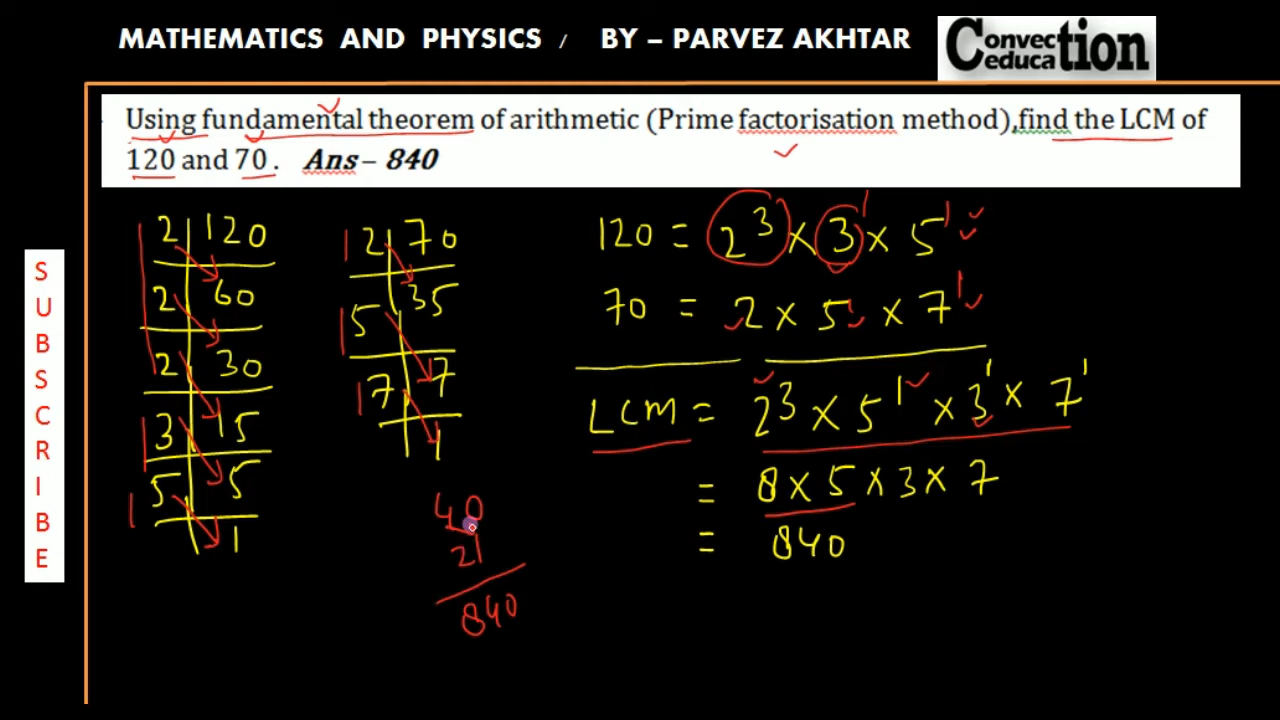 MATHEMATICS AND PHYSICS / BY – PARVEZ AKHTAR
Convection
education
Using fundamental theorem of arithmetic (Prime factorisation method),find the LCM of
120 and 70 . Ans – 840
SUBSCRIBE
2 | 120
2 | 60
2 | 30
3 | 15
5 | 5
1
2 | 70
5 | 35
7 | 7
1
40
21
840
120 = 2³ × 3¹ × 5¹
70 = 2 × 5 × 7¹
LCM = 2³ × 5¹ × 3¹ × 7¹
= 8 × 5 × 3 × 7
= 840